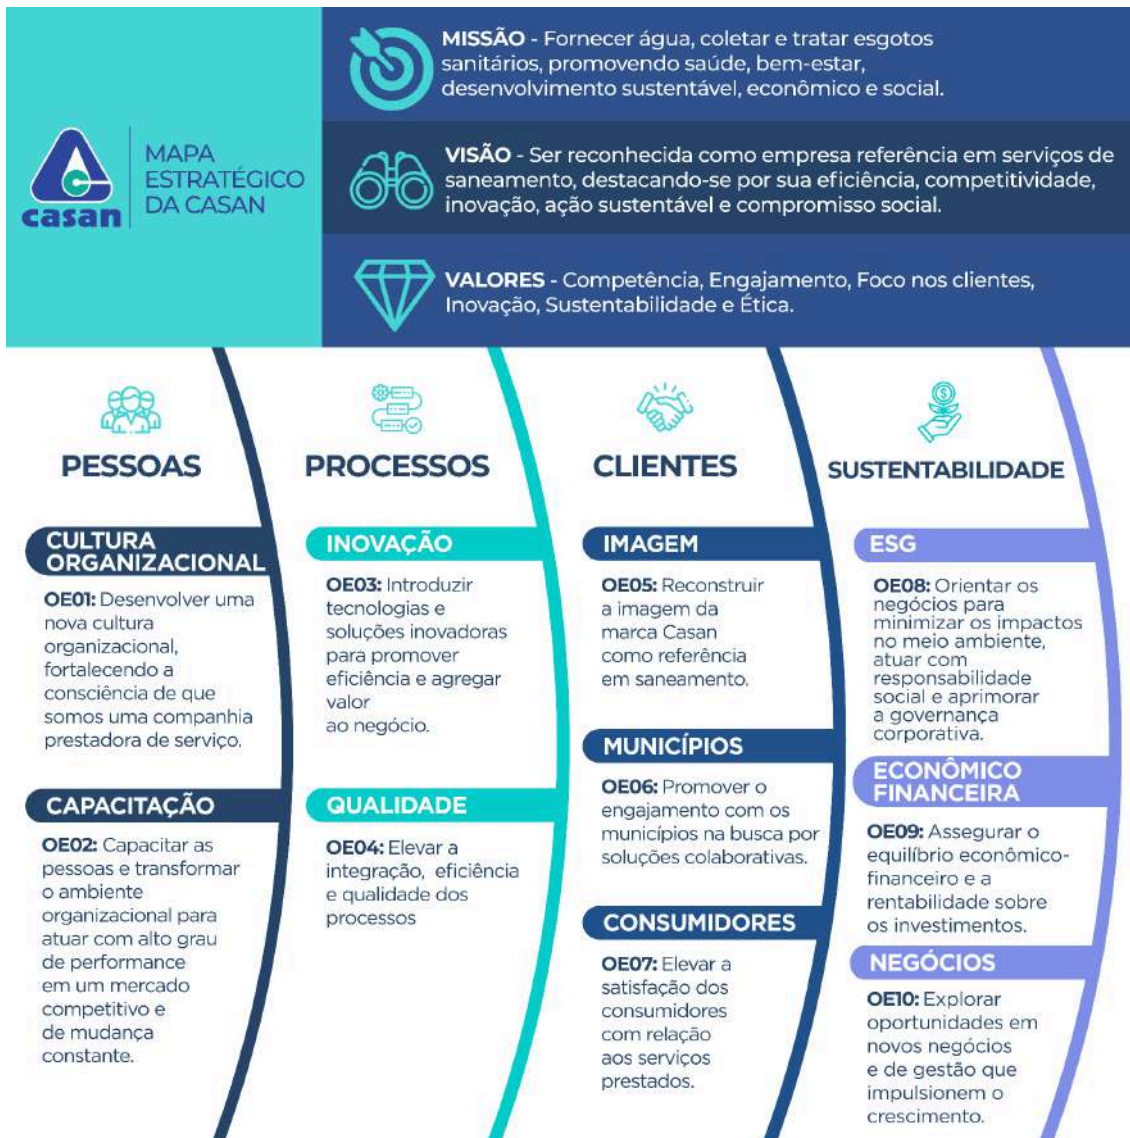 casan
MAPA
ESTRATÉGICO
DA CASAN
MISSÃO - Fornecer água, coletar e tratar esgotos
sanitários, promovendo saúde, bem-estar,
desenvolvimento sustentável, econômico e social.
VISÃO - Ser reconhecida como empresa referência em serviços de
saneamento, destacando-se por sua eficiência, competitividade,
inovação, ação sustentável e compromisso social.
VALORES - Competência, Engajamento, Foco nos clientes,
Inovação, Sustentabilidade e Ética.
PESSOAS
CULTURA
ORGANIZACIONAL
OE01: Desenvolver uma
nova cultura
organizacional,
fortalecendo a
consciência de que
somos uma companhia
prestadora de serviço.
CAPACITAÇÃO
OE02: Capacitar as
pessoas e transformar
o ambiente
organizacional para
atuar com alto grau
de performance
em um mercado
competitivo e
de mudança
constante.
PROCESSOS
INOVAÇÃO
OE03: Introduzir
tecnologias e
soluções inovadoras
para promover
eficiência e agregar
valor
ao negócio.
QUALIDADE
OE04: Elevar a
integração, eficiência
e qualidade dos
processos
CLIENTES
IMAGEM
OE05: Reconstruir
a imagem da
marca Casan
como referência
em saneamento.
MUNICÍPIOS
OE06: Promover o
engajamento com os
municípios na busca por
soluções colaborativas.
CONSUMIDORES
OE07: Elevar a
satisfação dos
consumidores
com relação
aos serviços
prestados.
SUSTENTABILIDADE
ESG
OE08: Orientar os
negócios para
minimizar os impactos
no meio ambiente,
atuar com
responsabilidade
social e aprimorar
a governança
corporativa.
ECONÔMICO
FINANCEIRA
OE09: Assegurar o
equilíbrio econômico-
financeiro e a
rentabilidade sobre
os investimentos.
NEGÓCIOS
OE10: Explorar
oportunidades em
novos negócios
e de gestão que
impulsionem o
crescimento.